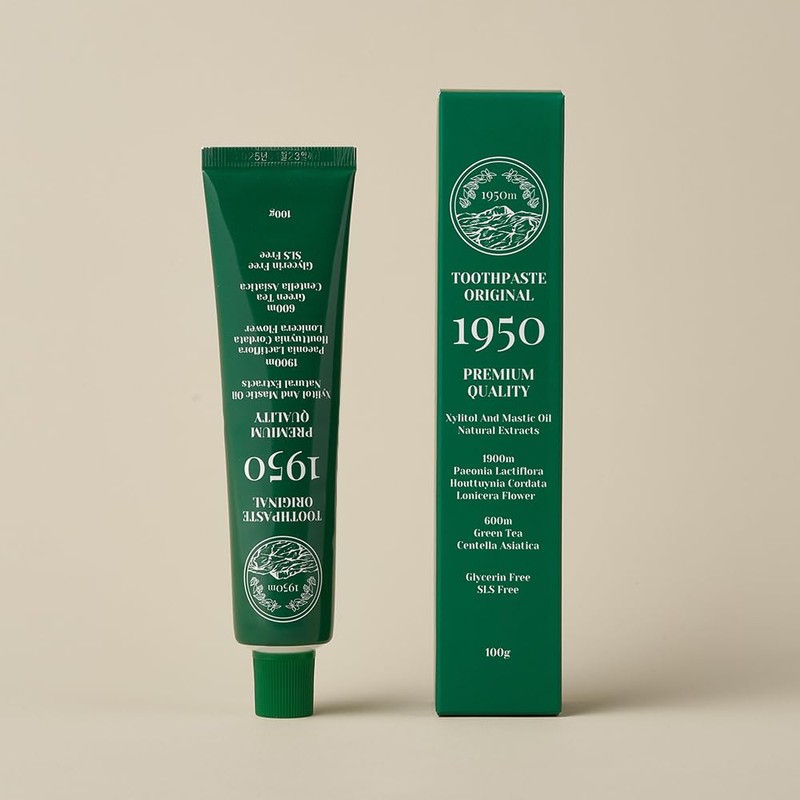 1950m
TOOTHPASTE
ORIGINAL
1950
PREMIUM
QUALITY
Xylitol And Mastic Oil
Natural Extracts
1900m
Paeonia Lactiflora
Houttuynia Cordata
Lonicera Flower
600m
Green Tea
Centella Asiatica
Glycerin Free
SLS Free
100g
1950m
TOOTHPASTE
ORIGINAL
1950
PREMIUM
QUALITY
Xylitol And Mastic Oil
Natural Extracts
1900m
Paeonia Lactiflora
Houttuynia Cordata
Lonicera Flower
600m
Green Tea
Centella Asiatica
Glycerin Free
SLS Free
100g